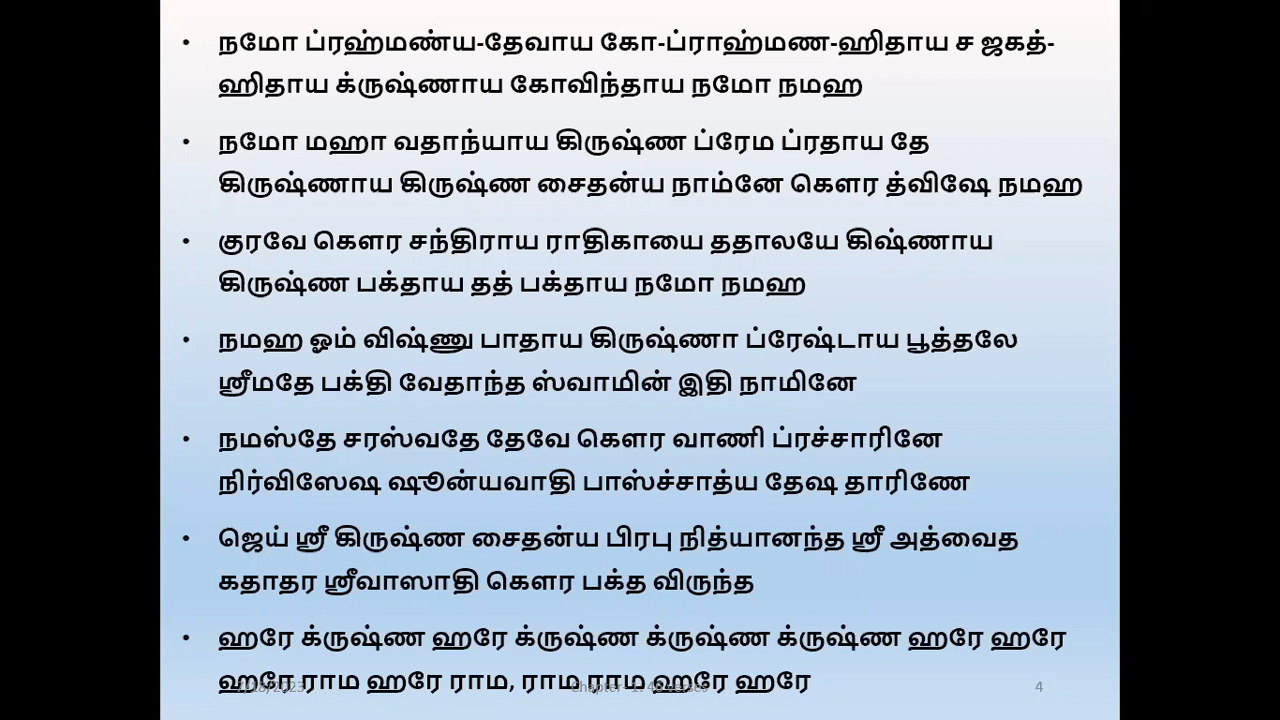 • நமோ ப்ரஹ்மண்ய-தேவாய கோ-ப்ராஹ்மண-ஹிதாய ச ஜகத்-
ஹிதாய க்ருஷ்ணாய கோவிந்தாய நமோ நமஹ
• நமோ மஹா வதாந்யாய கிருஷ்ண ப்ரேம ப்ரதாய தே
கிருஷ்ணாய கிருஷ்ண சைதன்ய நாம்னே கௌர த்விஷே நமஹ
• குரவே கௌர சந்திராய ராதிகாயை ததாலயே கிஷ்ணாய
கிருஷ்ண பக்தாய தத் பக்தாய நமோ நமஹ
• நமஹ ஓம் விஷ்ணு பாதாய கிருஷ்ணா ப்ரேஷ்டாய பூத்தலே
ஸ்ரீமதே பக்தி வேதாந்த ஸ்வாமின் இதி நாமினே
• நமஸ்தே சரஸ்வதே தேவே கௌர வாணி ப்ரச்சாரினே
நிர்விஸேஷ ஷூன்யவாதி பாஸ்ச்சாத்ய தேஷ தாரிணே
• ஜெய் ஸ்ரீ கிருஷ்ண சைதன்ய பிரபு நித்யானந்த ஸ்ரீ அத்வைத
கதாதர ஸ்ரீவாஸாதி கௌர பக்த விருந்த
• ஹரே க்ருஷ்ண ஹரே க்ருஷ்ண க்ருஷ்ண க்ருஷ்ண ஹரே ஹரே
ஹரே ராம ஹரே ராம, ராம ராம ஹரே ஹரே
4